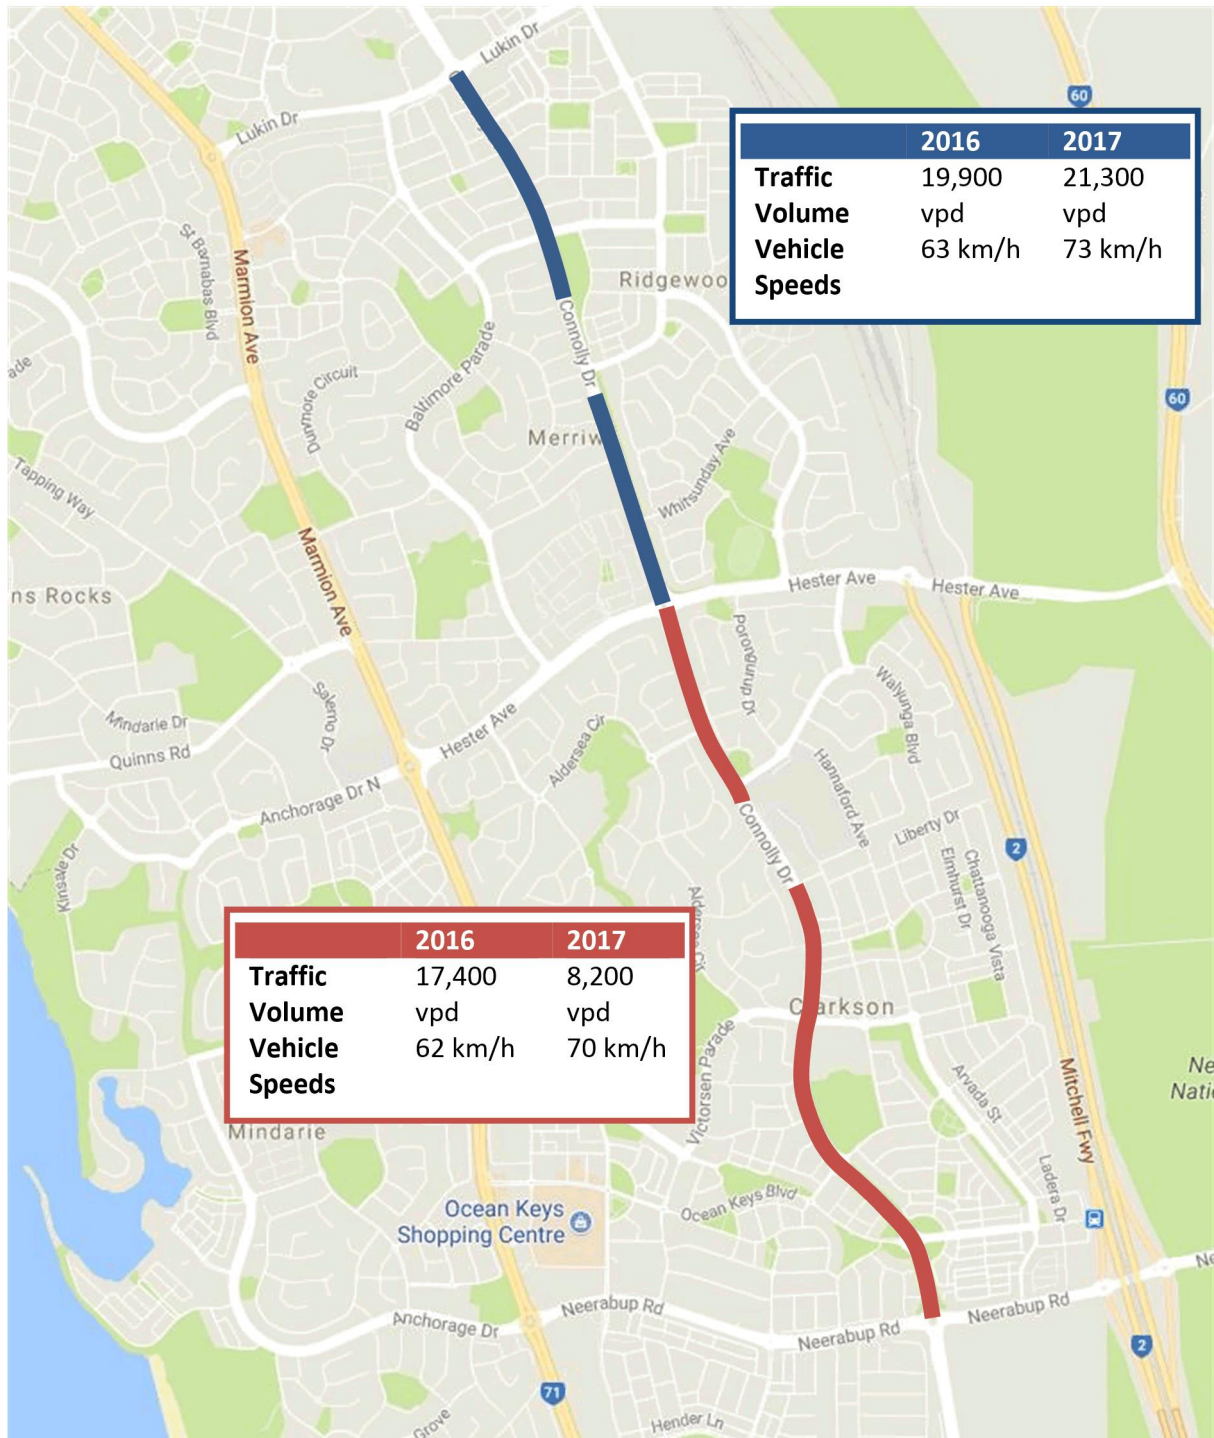 Lukin Dr
60
Lukin Dr
2016 2017
Traffic 19,900 21,300
Volume vpd vpd
Vehicle 63 km/h 73 km/h
Speeds
St Barnabas Blvd
Marmion Ave
Ridgewoo
Connolly Dr
ade
Dunmore Circuit
Baltimore Parade
60
Merriw
Whitsunday Ave
Tapping Way
Marmion Ave
Hester Ave
Hester Ave
ns Rocks
Porongurup Dr
Walyunga Blvd
Salerno Dr
Mindarie Dr
Hester Ave
Aldersea Cir
Quinns Rd
Hannaford Ave
Anchorage Dr N
Connolly Dr
Liberty Dr
2
Kinsale Dr
Elmhurst Dr
Chattanooga Vista
Aldersea Cir
2016 2017
Traffic 17,400 8,200
Volume vpd vpd
Vehicle 62 km/h 70 km/h
Speeds
Clarkson
Victorsen Parade
Arvada St
Mitchell Fwy
Ne
Nati
Mindarie
Ladera Dr
Ocean Keys
Shopping Centre
Ocean Keys Blvd
Ne
Neerabup Rd
Neerabup Rd
Anchorage Dr
Neerabup Rd
2
71
Grove
Hender Ln